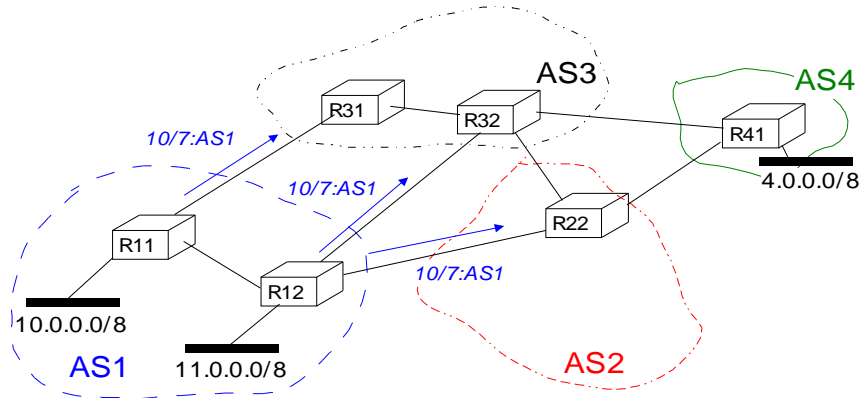 AS3
AS4
R31
R32
R41
10/7:AS1
4.0.0.0/8
10/7:AS1
R11
R22
10/7:AS1
R12
10.0.0.0/8
11.0.0.0/8
AS1
AS2